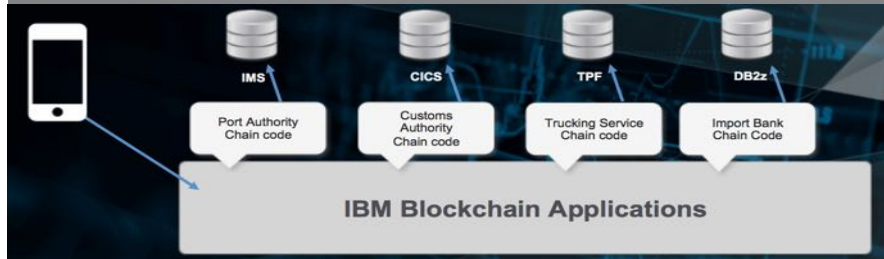 IMS
CICS
TPF
DB2z
Port Authority
Chain code
Customs
Authority
Chain code
Trucking Service
Chain code
Import Bank
Chain Code
IBM Blockchain Applications